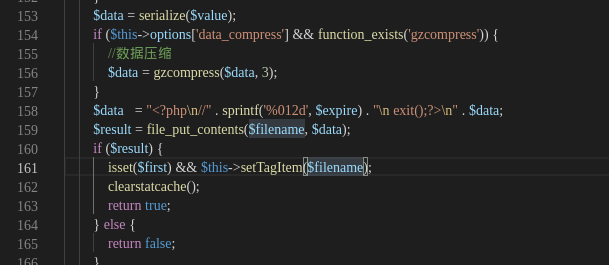 153 $data = serialize($value);
154 if ($this->options['data_compress'] && function_exists('gzcompress')) {
155 //数据压缩
156 $data = gzcompress($data, 3);
157 }
158 $data = "<?php\n//" . sprintf('%012d', $expire) . "\n exit();?>\n" . $data;
159 $result = file_put_contents($filename, $data);
160 if ($result) {
161 isset($first) && $this->setTagItem($filename);
162 clearstatcache();
163 return true;
164 } else {
165 return false;
166 }